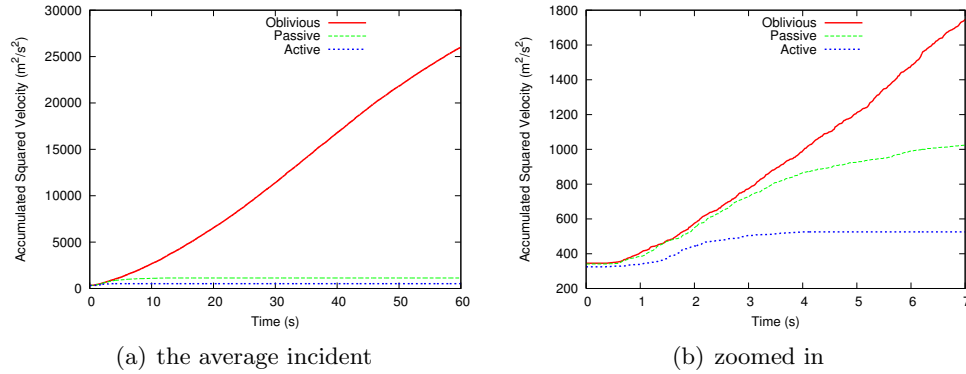 Accumulated Squared Velocity (m²/s²)
30000
25000
20000
15000
10000
5000
0
Oblivious
Passive
Active
0 10 20 30 40 50 60
Time (s)
(a) the average incident
Accumulated Squared Velocity (m²/s²)
1800
1600
1400
1200
1000
800
600
400
200
Oblivious
Passive
Active
0 1 2 3 4 5 6 7
Time (s)
(b) zoomed in